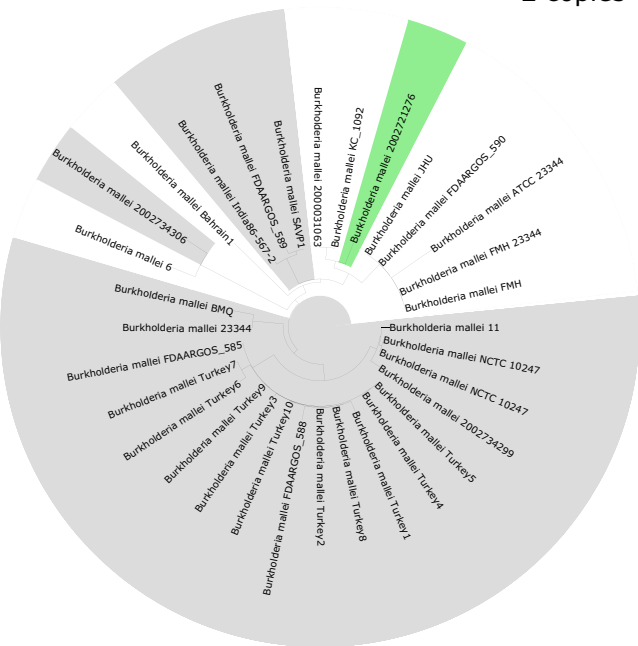 Burkholderia mallei 2000031063
Burkholderia mallei KC_1092
Burkholderia mallei 2002721276
Burkholderia mallei JHU
Burkholderia mallei FDAARGOS_590
Burkholderia mallei ATCC 23344
Burkholderia mallei FMH 23344
Burkholderia mallei FMH
Burkholderia mallei 11
Burkholderia mallei NCTC 10247
Burkholderia mallei NCTC 10247
Burkholderia mallei 2002734299
Burkholderia mallei Turkey5
Burkholderia mallei Turkey4
Burkholderia mallei Turkey1
Burkholderia mallei Turkey8
Burkholderia mallei Turkey2
Burkholderia mallei FDAARGOS_588
Burkholderia mallei Turkey10
Burkholderia mallei Turkey3
Burkholderia mallei Turkey9
Burkholderia mallei Turkey6
Burkholderia mallei Turkey7
Burkholderia mallei FDAARGOS_585
Burkholderia mallei 23344
Burkholderia mallei BMQ
Burkholderia mallei 6
Burkholderia mallei 2002734306
Burkholderia mallei Bahrain1
Burkholderia mallei India86-567-2
Burkholderia mallei FDAARGOS_589
Burkholderia mallei SAVP1